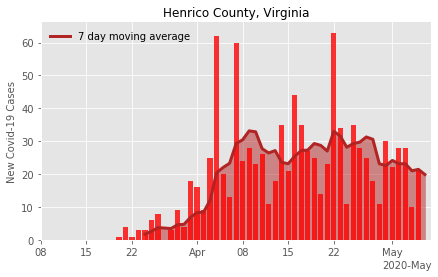 Henrico County, Virginia
7 day moving average
New Covid-19 Cases
60
50
40
30
20
10
0
08 15 22 Apr 08 15 22 May
2020-May